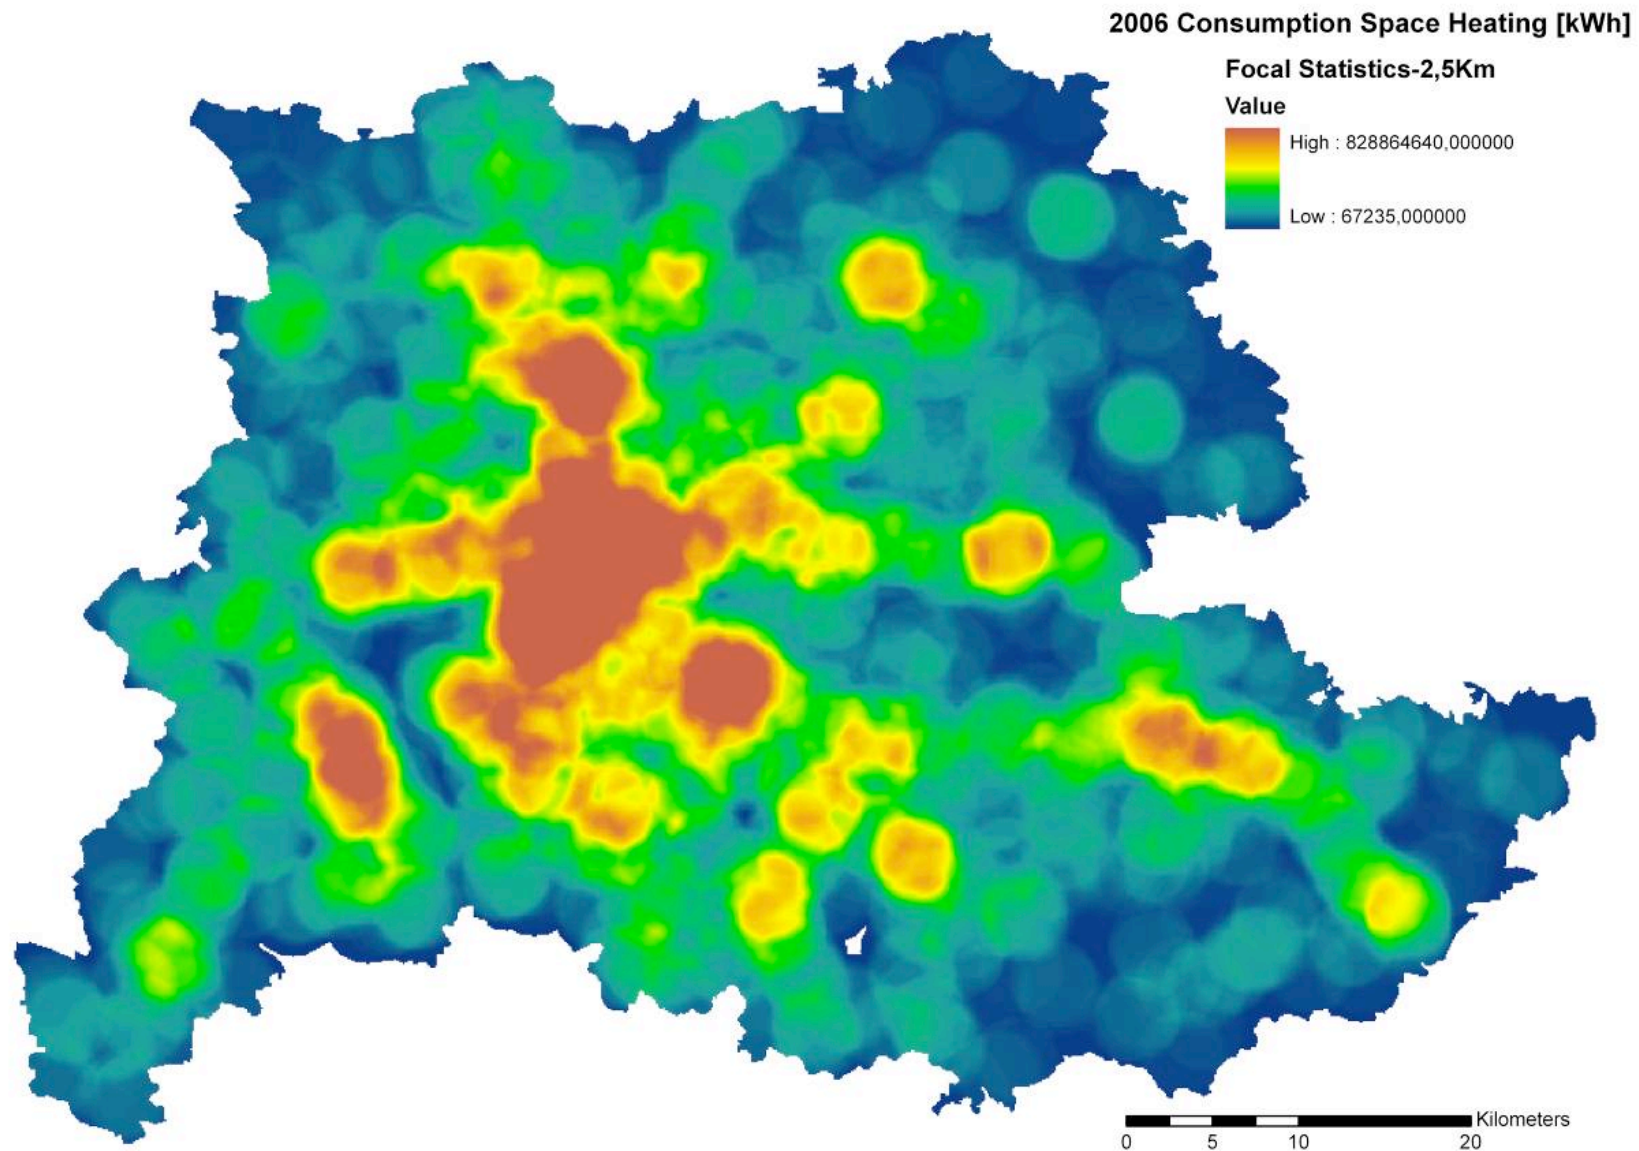 2006 Consumption Space Heating [kWh]
Focal Statistics-2,5Km
Value
High : 828864640,000000
Low : 67235,000000
Kilometers
0 5 10 20